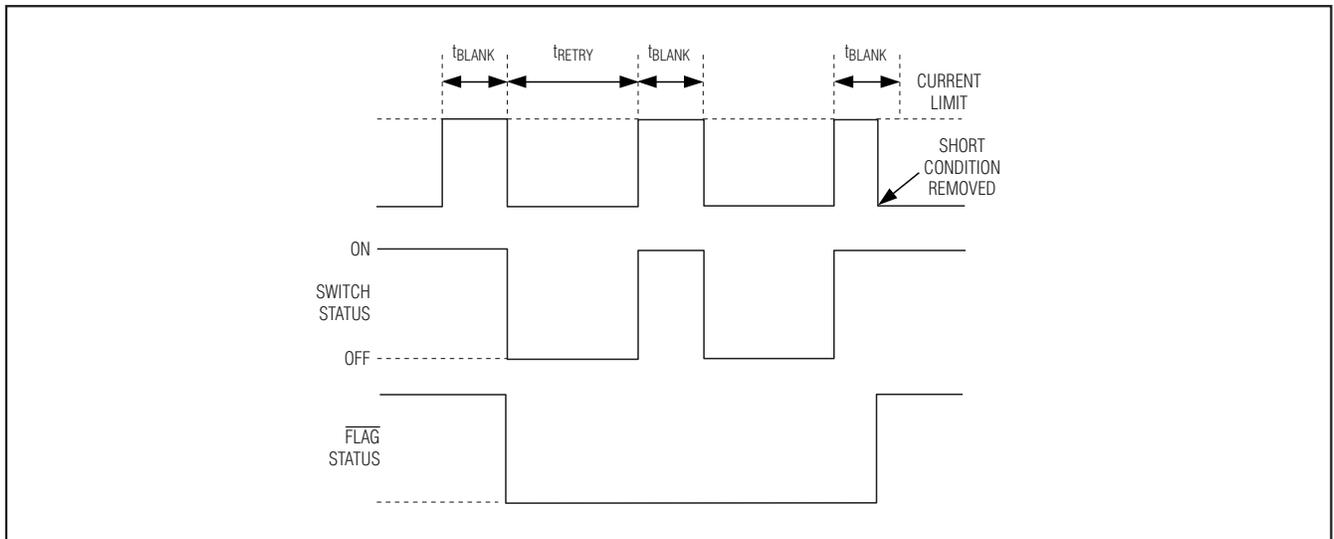 tBLANK tRETRY tBLANK tBLANK
CURRENT
LIMIT
SHORT
CONDITION
REMOVED
ON
SWITCH
STATUS
OFF
FLAG
STATUS